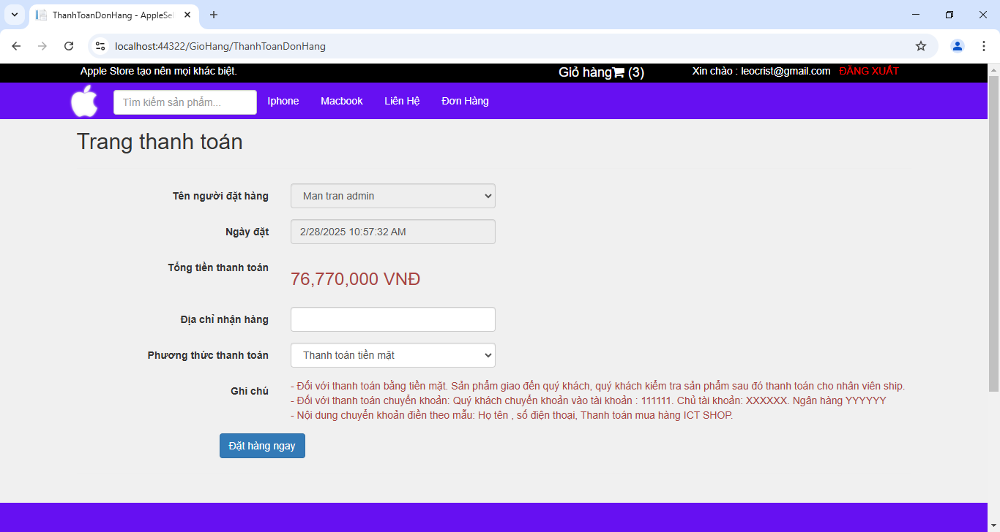 ThanhToanDonHang - AppleSel
localhost:44322/GioHang/ThanhToanDonHang
Apple Store tạo nên mọi khác biệt. Giỏ hàng (3) Xin chào : leocrist@gmail.com ĐĂNG XUẤT
Tìm kiếm sản phẩm... Iphone Macbook Liên Hệ Đơn Hàng
Trang thanh toán
Tên người đặt hàng Man tran admin
Ngày đặt 2/28/2025 10:57:32 AM
Tổng tiền thanh toán 76,770,000 VNĐ
Địa chỉ nhận hàng
Phương thức thanh toán Thanh toán tiền mặt
Ghi chú - Đối với thanh toán bằng tiền mặt. Sản phẩm giao đến quý khách, quý khách kiểm tra sản phẩm sau đó thanh toán cho nhân viên ship.
- Đối với thanh toán chuyển khoản: Quý khách chuyển khoản vào tài khoản : 111111. Chủ tài khoản: XXXXXX. Ngân hàng YYYYYY
- Nội dung chuyển khoản điền theo mẫu: Họ tên , số điện thoại, Thanh toán mua hàng ICT SHOP.
Đặt hàng ngay